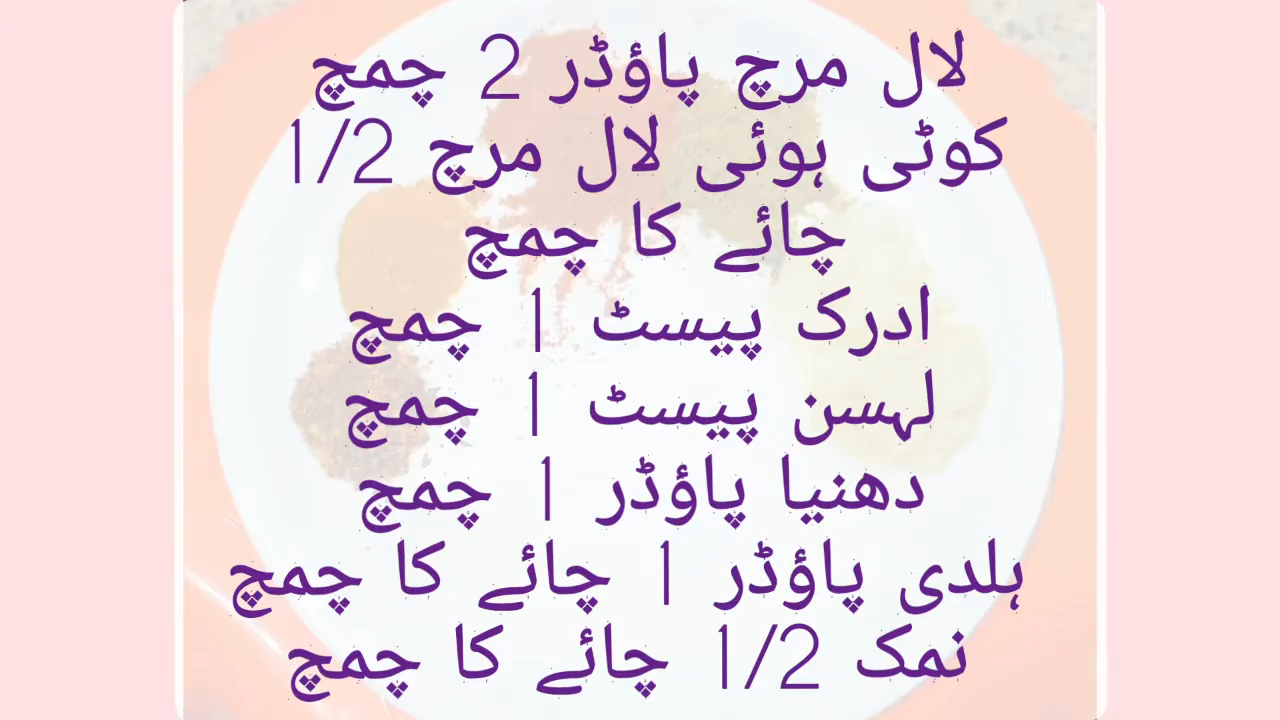 لال مرچ پاؤڈر 2 چمچ
کوٹی ہوئی لال مرچ 1/2
چائے کا چمچ
ادرک پیسٹ 1 چمچ
لہسن پیسٹ 1 چمچ
دھنیا پاؤڈر 1 چمچ
ہلدی پاؤڈر 1 چائے کا چمچ
نمک 1/2 چائے کا چمچ